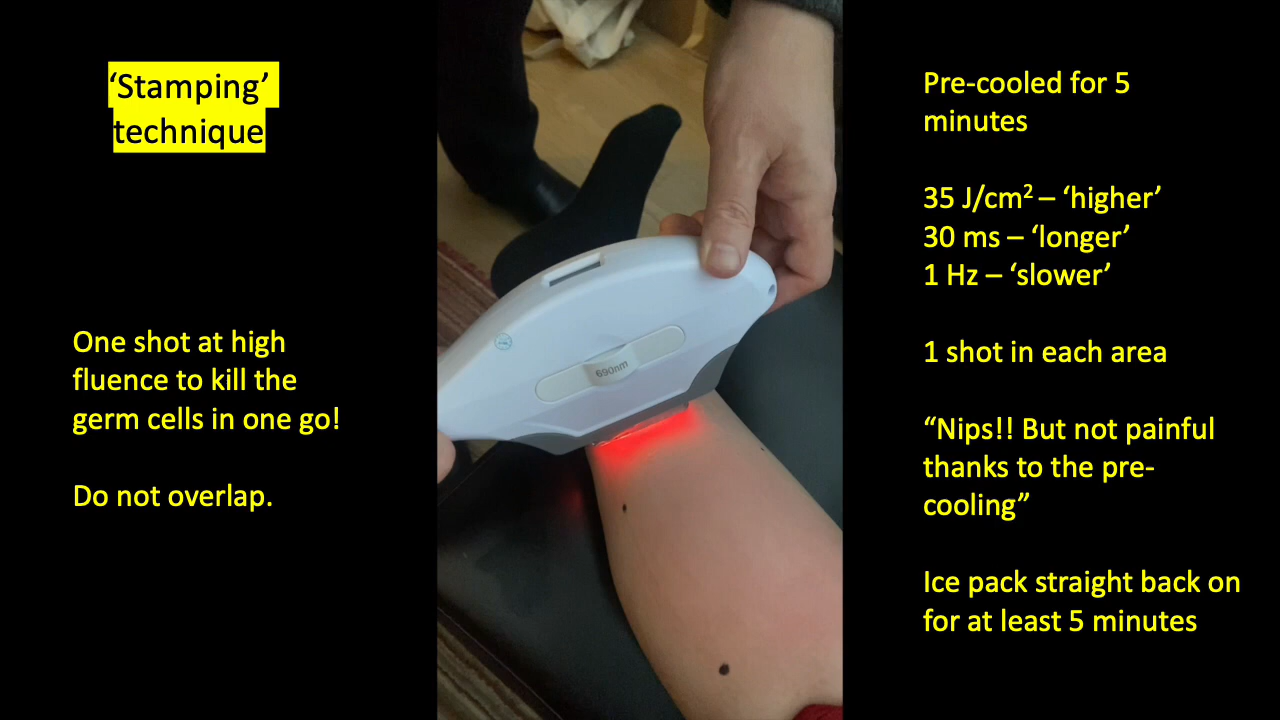 ‘Stamping’
technique
One shot at high
fluence to kill the
germ cells in one go!
Do not overlap.
690nm
Pre-cooled for 5
minutes
35 J/cm² – ‘higher’
30 ms – ‘longer’
1 Hz – ‘slower’
1 shot in each area
“Nips!! But not painful
thanks to the pre-
cooling”
Ice pack straight back on
for at least 5 minutes